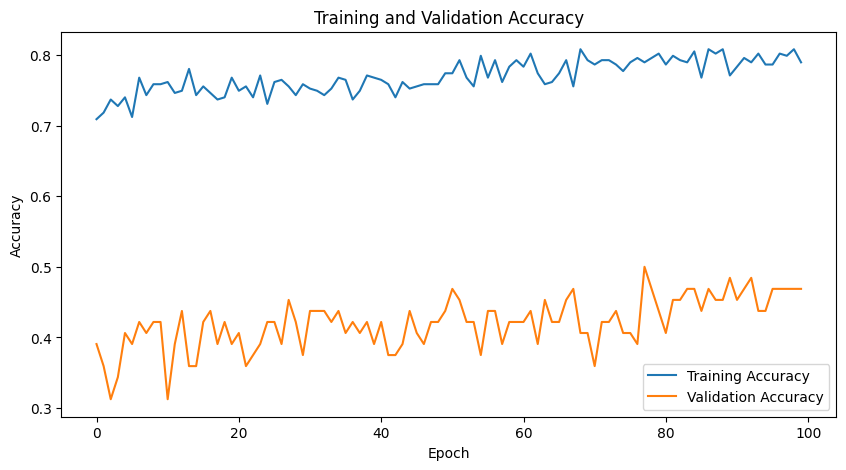 Training and Validation Accuracy
Accuracy
0.8
0.7
0.6
0.5
0.4
0.3
0
20
40
60
80
100
Epoch
Training Accuracy
Validation Accuracy